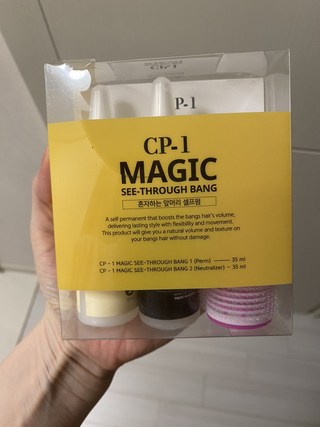 P-1
CP-1
MAGIC
SEE-THROUGH BANG
혼자하는 앞머리 셀프펌
A self permanent that boosts the bangs hair's volume,
delivering lasting style with flexibility and movement.
This product will give you a natural volume and texture on
your bangs hair without damage.
CP - 1 MAGIC SEE-THROUGH BANG 1 (Perm) —— 35 ml
CP - 1 MAGIC SEE-THROUGH BANG 2 (Neutralizer) – 35 ml